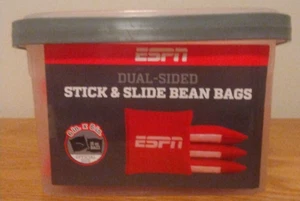 ESPN
DUAL-SIDED
STICK & SLIDE BEAN BAGS
ESPN